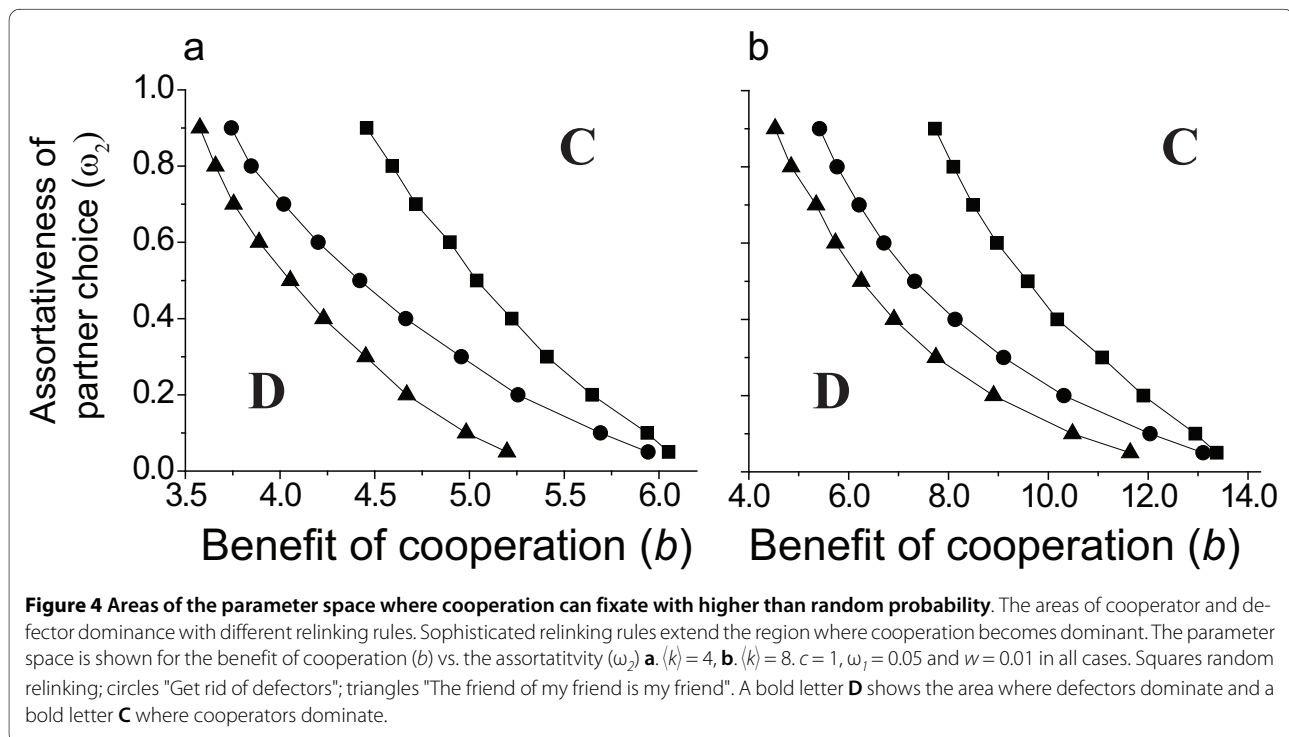 a
b
1.0
0.8
0.6
0.4
0.2
0.0
Assortativeness of
partner choice (ω₂)
C
D
C
D
3.5 4.0 4.5 5.0 5.5 6.0
4.0 6.0 8.0 10.0 12.0 14.0
Benefit of cooperation (b)
Benefit of cooperation (b)
Figure 4 Areas of the parameter space where cooperation can fixate with higher than random probability. The areas of cooperator and de-
fector dominance with different relinking rules. Sophisticated relinking rules extend the region where cooperation becomes dominant. The parameter
space is shown for the benefit of cooperation (b) vs. the assortatitvity (ω₂) a. ⟨k⟩ = 4, b. ⟨k⟩ = 8. c = 1, ω₁ = 0.05 and w = 0.01 in all cases. Squares random
relinking; circles "Get rid of defectors"; triangles "The friend of my friend is my friend". A bold letter D shows the area where defectors dominate and a
bold letter C where cooperators dominate.